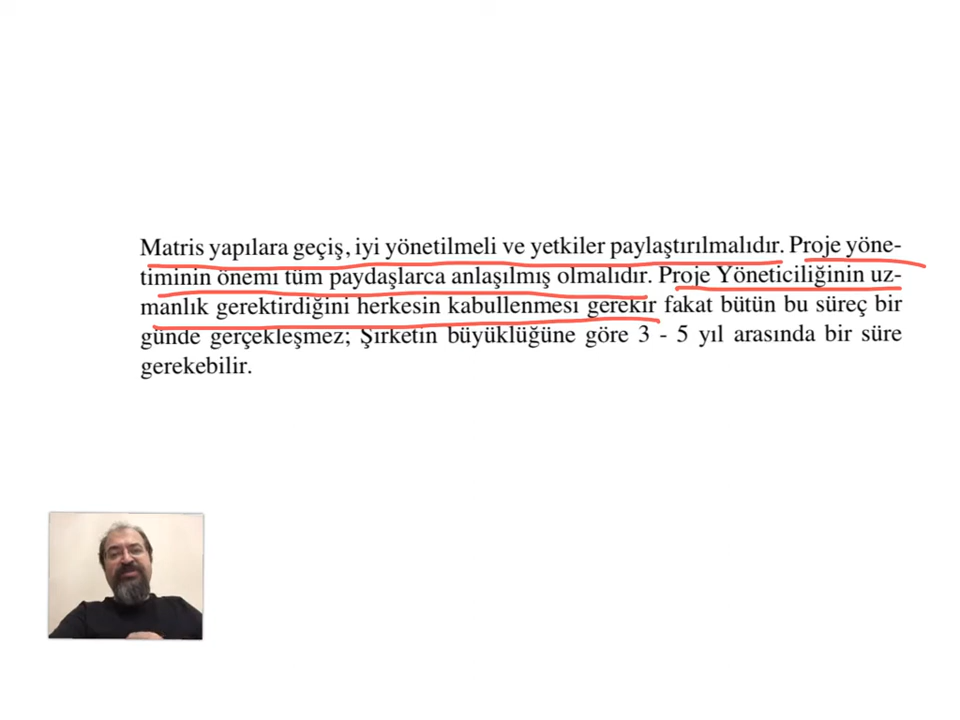 Matris yapılara geçiş, iyi yönetilmeli ve yetkiler paylaştırılmalıdır. Proje yöne-
timinin önemi tüm paydaşlarca anlaşılmış olmalıdır. Proje Yöneticiliğinin uz-
manlık gerektirdiğini herkesin kabullenmesi gerekir fakat bütün bu süreç bir
günde gerçekleşmez; Şirketin büyüklüğüne göre 3 - 5 yıl arasında bir süre
gerekebilir.